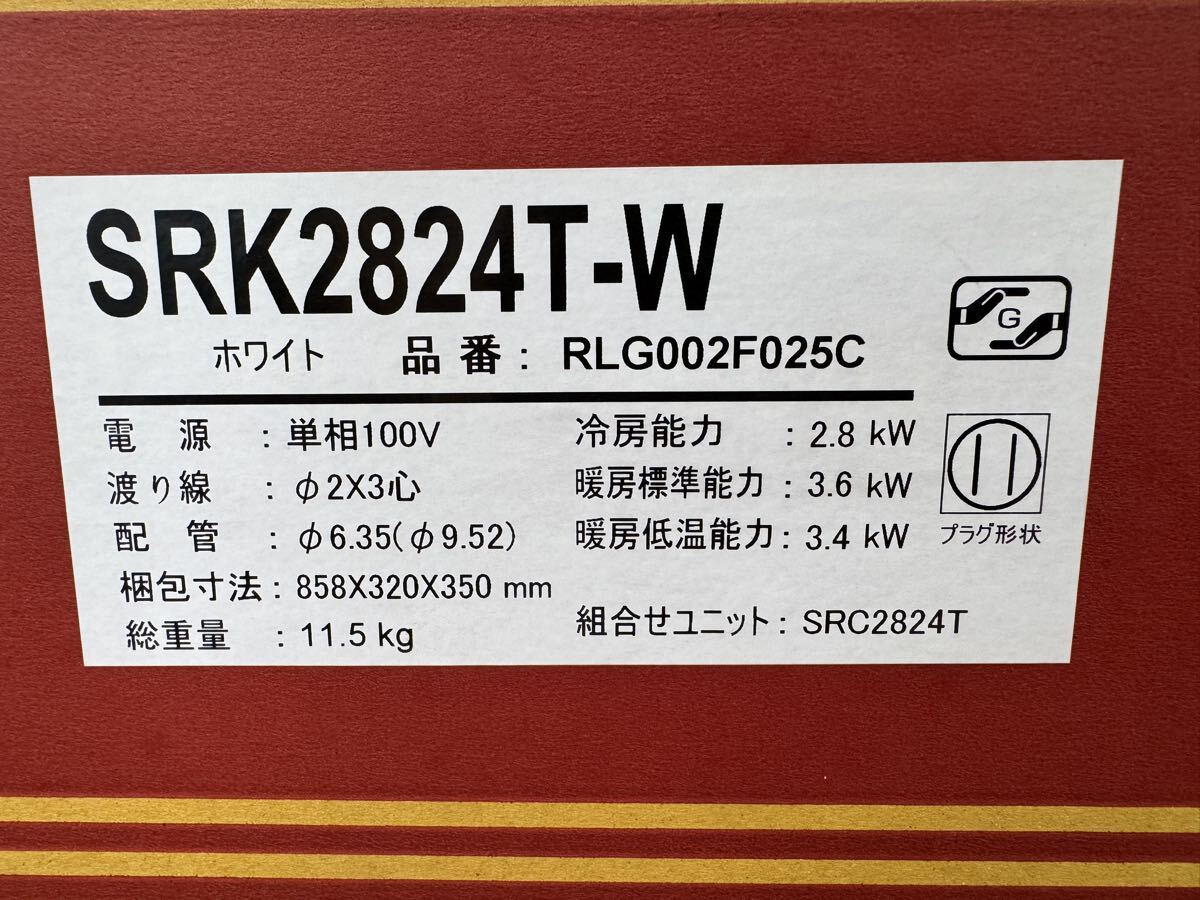 SRK2824T-W
ホワイト 品番: RLG002F025C
G
電源 : 単相100V
渡り線 : φ2X3心
配管 : φ6.35(φ9.52)
梱包寸法: 858X320X350 mm
総重量 : 11.5 kg
冷房能力 : 2.8 kW
暖房標準能力 : 3.6 kW
暖房低温能力 : 3.4 kW
組合せユニット: SRC2824T
プラグ形状